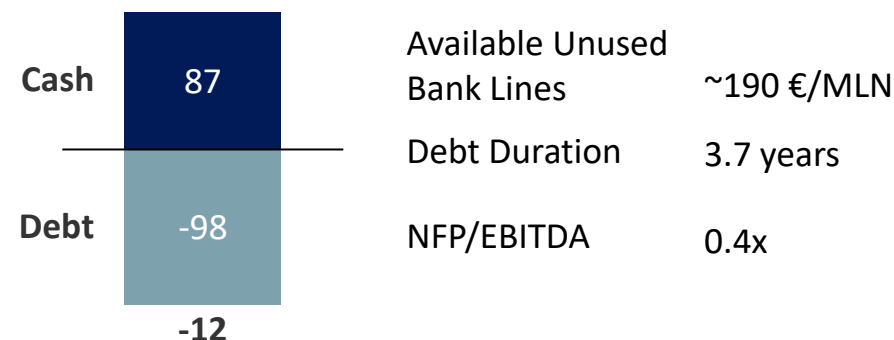 Cash
87
Debt
-98
-12
Available Unused
Bank Lines
~190 €/MLN
Debt Duration
3.7 years
NFP/EBITDA
0.4x